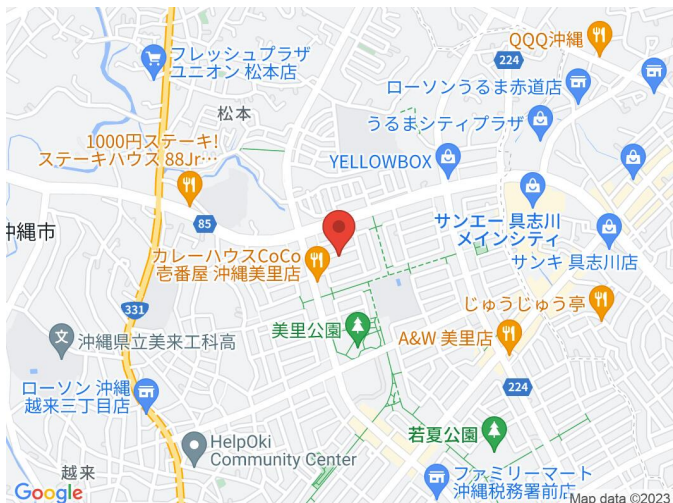 QQQ沖縄
フレッシュプラザ
ユニオン 松本店
224
ローソンうるま赤道店
松本
うるまシティプラザ
1000円ステーキ!
ステーキハウス 88Jr…
YELLOWBOX
サンエー 具志川
メインシティ
85
沖縄市
カレーハウスCoCo
壱番屋 沖縄美里店
サンキ 具志川店
331
じゅうじゅう亭
美里公園
A&W 美里店
文
沖縄県立美来工科高
224
ローソン 沖縄
越来三丁目店
若夏公園
HelpOki
Community Center
越来
ファミリーマート
沖縄税務署前店
Google
Map data ©2023